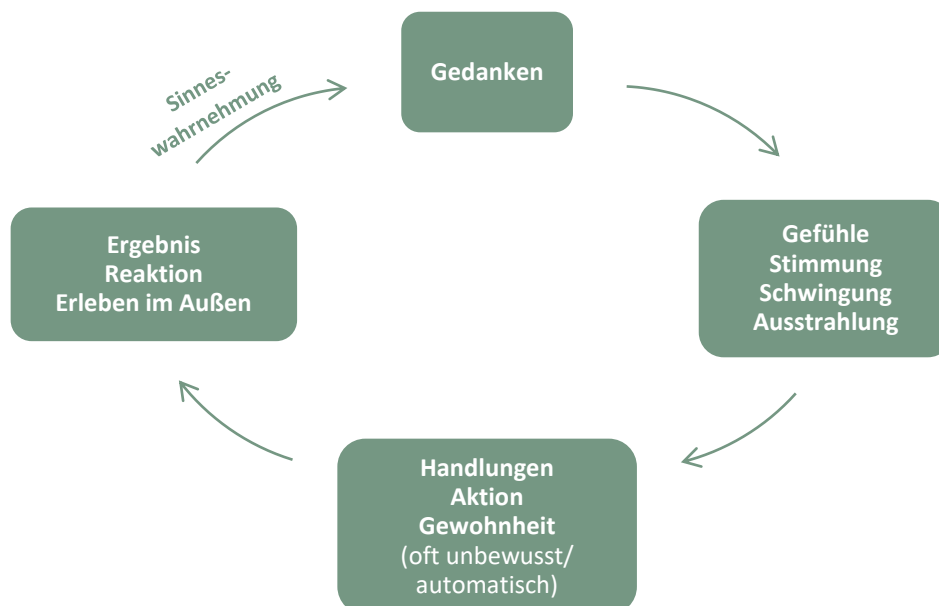 Gedanken
Sinnes-
wahrnehmung
Gefühle
Stimmung
Schwingung
Ausstrahlung
Ergebnis
Reaktion
Erleben im Außen
Handlungen
Aktion
Gewohnheit
(oft unbewusst/
automatisch)